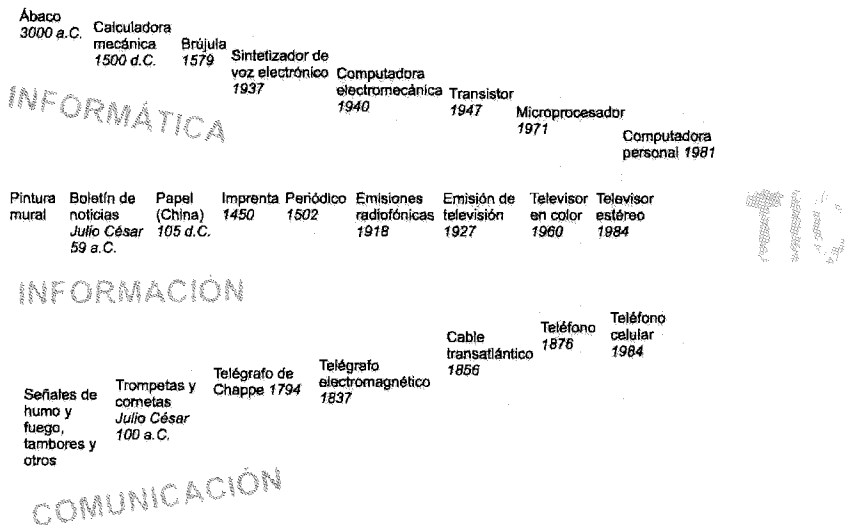 Ábaco
3000 a.C.
Calculadora
mecánica
1500 d.C.
Brújula
1579
Sintetizador de
voz electrónico
1937
Computadora
electromecánica
1940
Transistor
1947
Microprocesador
1971
Computadora
personal 1981
INFORMÁTICA
Pintura
mural
Boletín de
noticias
Julio César
59 a.C.
Papel
(China)
105 d.C.
Imprenta
1450
Periódico
1502
Emisiones
radiofónicas
1918
Emisión de
televisión
1927
Televisor
en color
1960
Televisor
estéreo
1984
TIC
INFORMACIÓN
Señales de
humo y
fuego,
tambores y
otros
Trompetas y
cornetas
Julio César
100 a.C.
Telégrafo de
Chappe 1794
Telégrafo
electromagnético
1837
Cable
transatlántico
1856
Teléfono
1876
Teléfono
celular
1984
COMUNICACIÓN